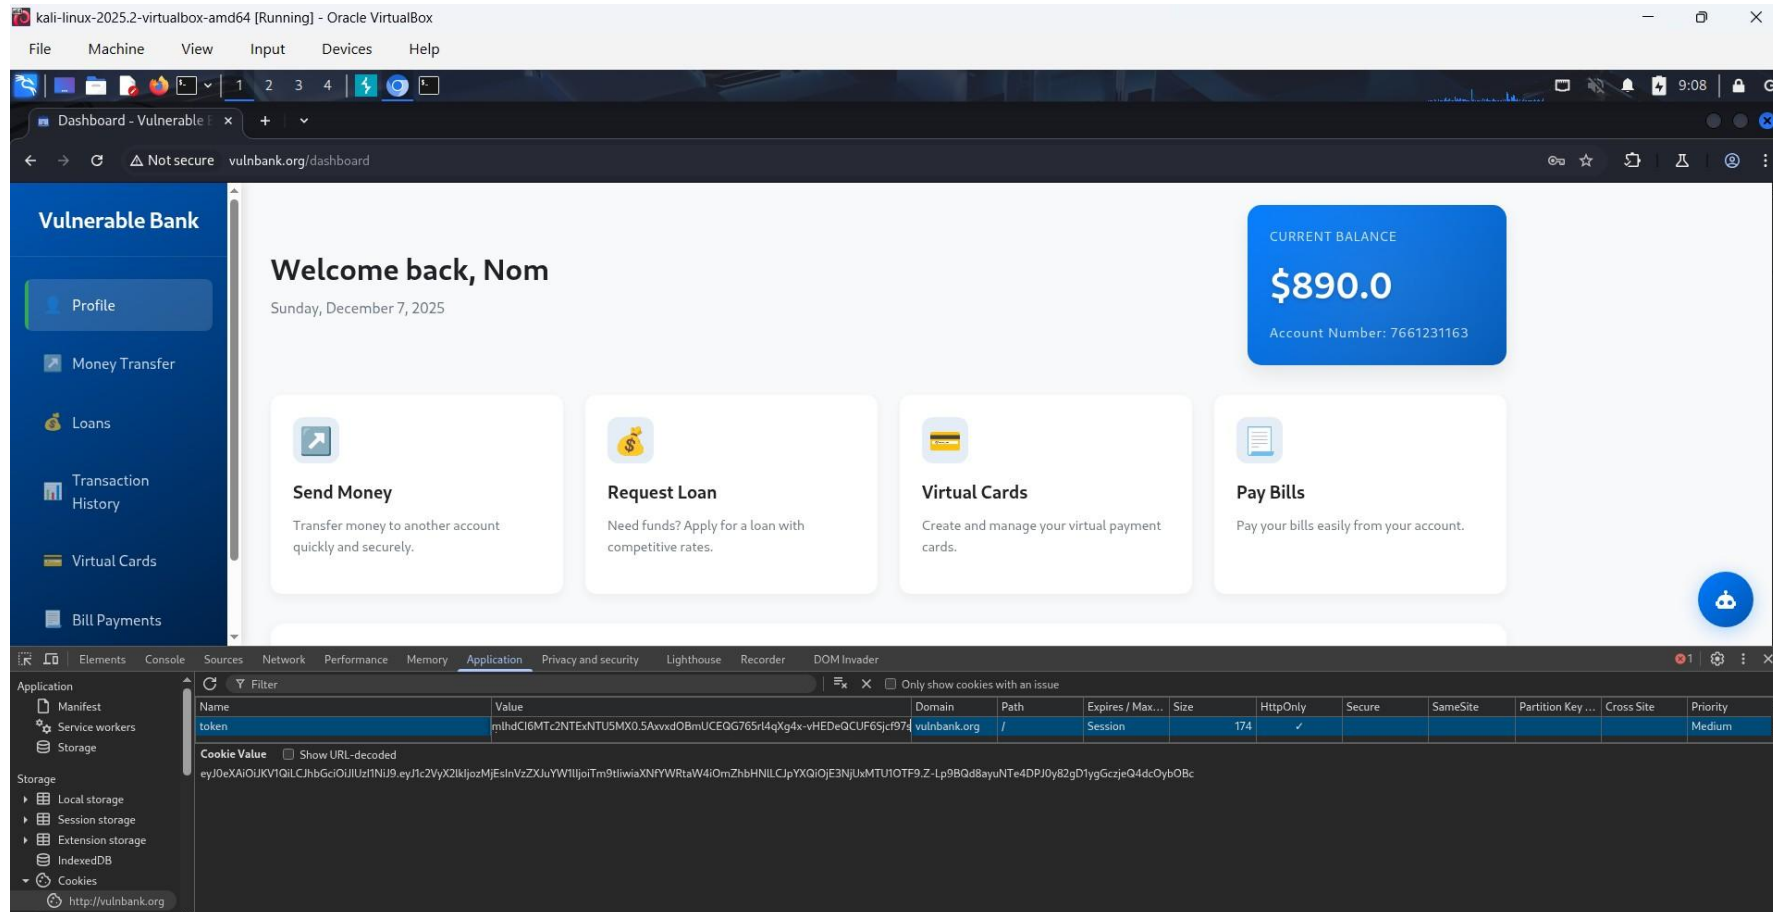 kali-linux-2025.2-virtualbox-amd64 [Running] - Oracle VirtualBox
File Machine View Input Devices Help
1 2 3 4 9:08
Dashboard - Vulnerable
Not secure vulnbank.org/dashboard
Vulnerable Bank
Profile
Money Transfer
Loans
Transaction
History
Virtual Cards
Bill Payments
Welcome back, Nom
Sunday, December 7, 2025
CURRENT BALANCE
$890.0
Account Number: 7661231163
Send Money
Transfer money to another account
quickly and securely.
Request Loan
Need funds? Apply for a loan with
competitive rates.
Virtual Cards
Create and manage your virtual payment
cards.
Pay Bills
Pay your bills easily from your account.
Elements Console Sources Network Performance Memory Application Privacy and security Lighthouse Recorder DOM Invader 1
Application
Manifest
Service workers
Storage
Storage
Local storage
Session storage
Extension storage
IndexedDB
Cookies
http://vulnbank.org
Filter Only show cookies with an issue
Name Value Domain Path Expires / Max... Size HttpOnly Secure SameSite Partition Key ... Cross Site Priority
token vulnbank.org / Session 174 ✓ Medium
Cookie Value Show URL-decoded